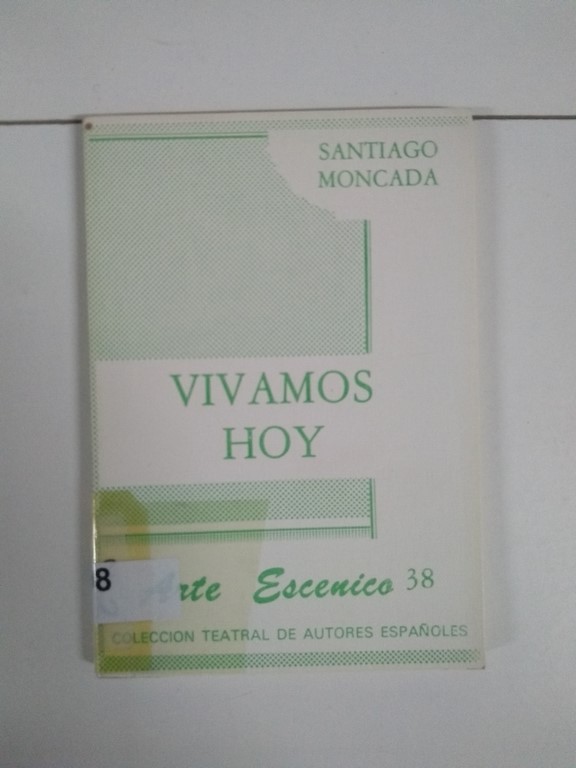 SANTIAGO
MONCADA
VIVAMOS
HOY
8
Arte Escenico 38
COLECCION TEATRAL DE AUTORES ESPAÑOLES